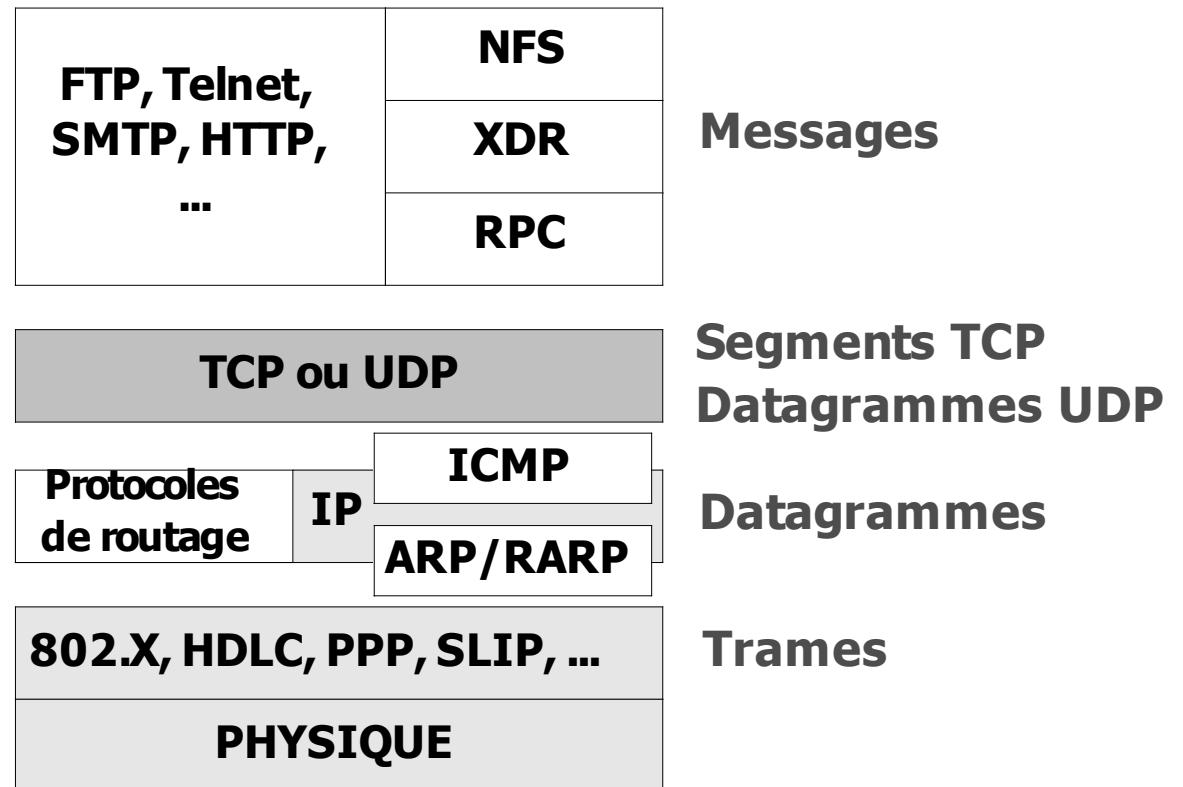 FTP, Telnet,
SMTP, HTTP,
...
NFS
XDR
RPC
Messages
TCP ou UDP
Segments TCP
Datagrammes UDP
Protocoles
de routage
IP
ICMP
ARP/RARP
Datagrammes
802.X, HDLC, PPP, SLIP, ...
Trames
PHYSIQUE